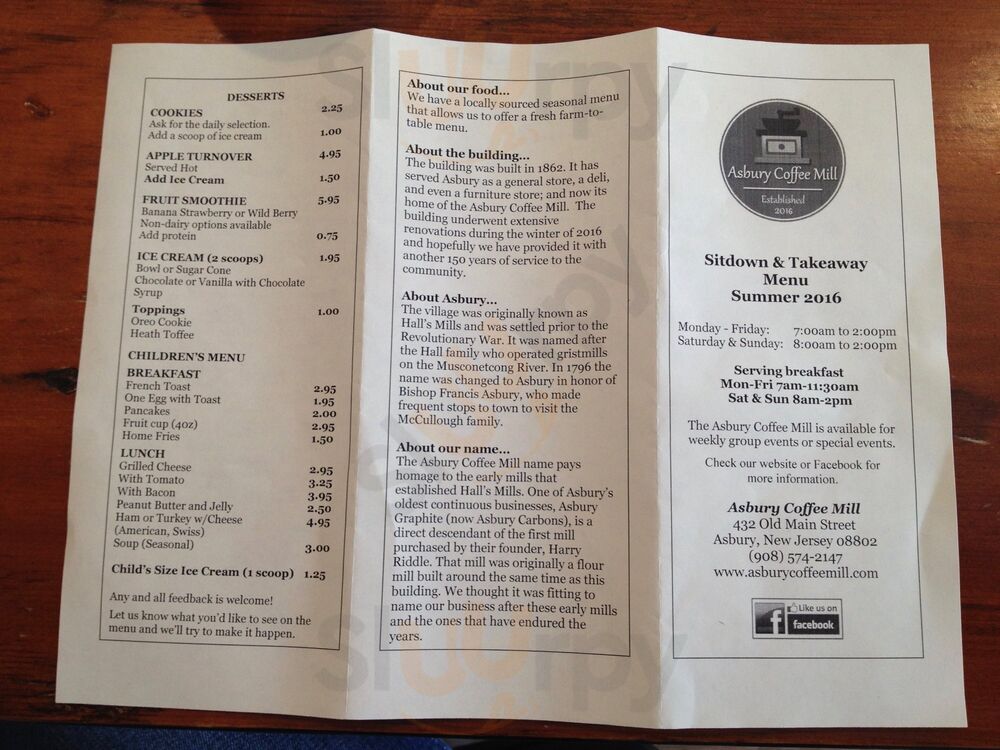 DESSERTS
COOKIES 2.25
Ask for the daily selection.
Add a scoop of ice cream 1.00
APPLE TURNOVER 4.95
Served Hot
Add Ice Cream 1.50
FRUIT SMOOTHIE 5.95
Banana Strawberry or Wild Berry
Non-dairy options available
Add protein 0.75
ICE CREAM (2 scoops) 1.95
Bowl or Sugar Cone
Chocolate or Vanilla with Chocolate
Syrup
Toppings 1.00
Oreo Cookie
Heath Toffee
CHILDREN'S MENU
BREAKFAST
French Toast 2.95
One Egg with Toast 1.95
Pancakes 2.00
Fruit cup (4oz) 2.95
Home Fries 1.50
LUNCH
Grilled Cheese 2.95
With Tomato 3.25
With Bacon 3.95
Peanut Butter and Jelly 2.50
Ham or Turkey w/Cheese 4.95
(American, Swiss)
Soup (Seasonal) 3.00
Child's Size Ice Cream (1 scoop) 1.25
Any and all feedback is welcome!
Let us know what you'd like to see on the
menu and we'll try to make it happen.
About our food...
We have a locally sourced seasonal menu
that allows us to offer a fresh farm-to-
table menu.
About the building...
The building was built in 1862. It has
served Asbury as a general store, a deli,
and even a furniture store; and now its
home of the Asbury Coffee Mill. The
building underwent extensive
renovations during the winter of 2016
and hopefully we have provided it with
another 150 years of service to the
community.
About Asbury...
The village was originally known as
Hall's Mills and was settled prior to the
Revolutionary War. It was named after
the Hall family who operated gristmills
on the Musconetcong River. In 1796 the
name was changed to Asbury in honor of
Bishop Francis Asbury, who made
frequent stops to town to visit the
McCullough family.
About our name...
The Asbury Coffee Mill name pays
homage to the early mills that
established Hall's Mills. One of Asbury's
oldest continuous businesses, Asbury
Graphite (now Asbury Carbons), is a
direct descendant of the first mill
purchased by their founder, Harry
Riddle. That mill was originally a flour
mill built around the same time as this
building. We thought it was fitting to
name our business after these early mills
and the ones that have endured the
years.
Asbury Coffee Mill
Established
2016
Sitdown & Takeaway
Menu
Summer 2016
Monday - Friday: 7:00am to 2:00pm
Saturday & Sunday: 8:00am to 2:00pm
Serving breakfast
Mon-Fri 7am-11:30am
Sat & Sun 8am-2pm
The Asbury Coffee Mill is available for
weekly group events or special events.
Check our website or Facebook for
more information.
Asbury Coffee Mill
432 Old Main Street
Asbury, New Jersey 08802
(908) 574-2147
www.asburycoffeemill.com
f Like us on
facebook
Sluurpy
Sluurpy